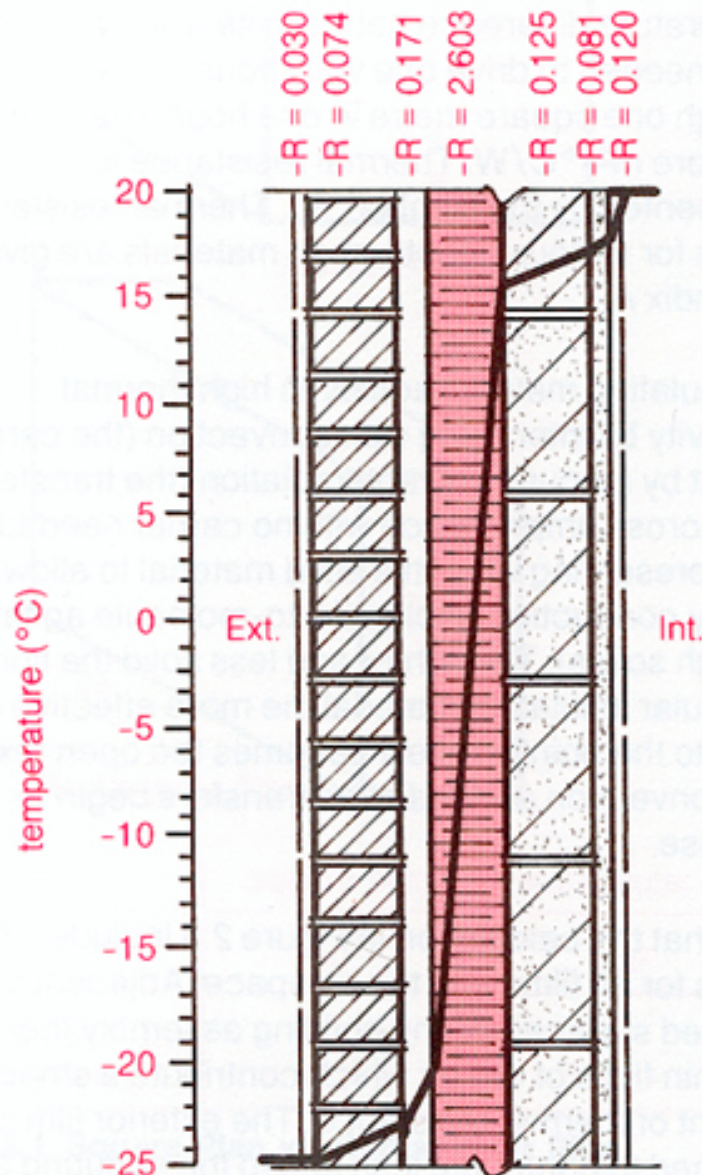 R = 0.030
R = 0.074
R = 0.171
R = 2.603
R = 0.125
R = 0.081
R = 0.120
20
15
10
5
0
-5
-10
-15
-20
-25
temperature (°C)
Ext.
Int.